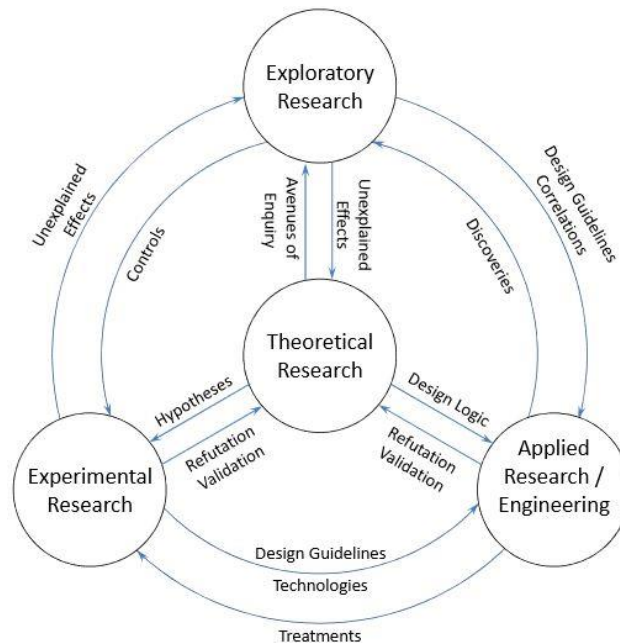 Exploratory
Research
Unexplained
Effects
Controls
Avenues of
Enquiry
Unexplained
Effects
Discoveries
Design Guidelines
Correlations
Theoretical
Research
Hypotheses
Refutation
Validation
Design Logic
Refutation
Validation
Experimental
Research
Applied
Research /
Engineering
Design Guidelines
Technologies
Treatments